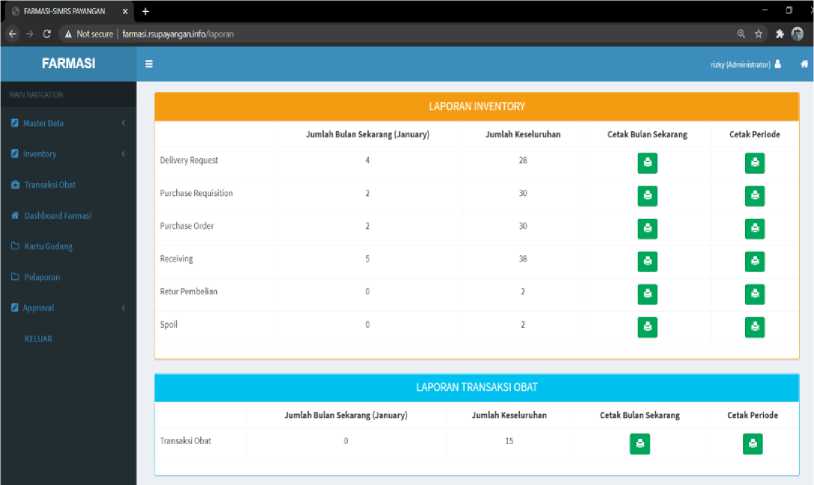 FARMASI-SIMRS PAYANGAN
Not secure | farmasi.rsupayangan.info/laporan
FARMASI
rizky (Administrator)
MAIN NAVIGATION
Master Data
Inventory
Transaksi Obat
Dashboard Farmasi
Kartu Gudang
Pelaporan
Approval
KELUAR
LAPORAN INVENTORY
Jumlah Bulan Sekarang (January) Jumlah Keseluruhan Cetak Bulan Sekarang Cetak Periode
Delivery Request 4 28
Purchase Requisition 2 30
Purchase Order 2 30
Receiving 5 38
Retur Pembelian 0 2
Spoil 0 2
LAPORAN TRANSAKSI OBAT
Jumlah Bulan Sekarang (January) Jumlah Keseluruhan Cetak Bulan Sekarang Cetak Periode
Transaksi Obat 0 15